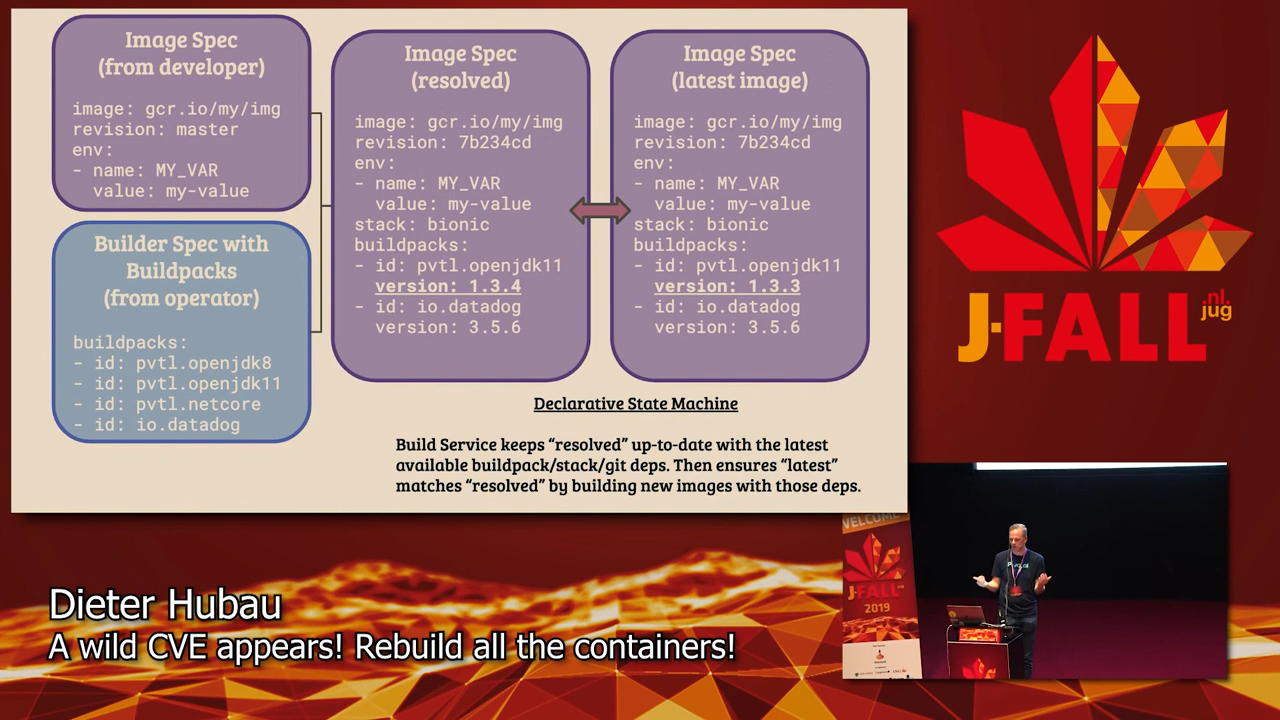 Image Spec
(from developer)
image: gcr.io/my/img
revision: master
env:
- name: MY_VAR
value: my-value
Builder Spec with
Buildpacks
(from operator)
buildpacks:
- id: pvtl.openjdk8
- id: pvtl.openjdk11
- id: pvtl.netcore
- id: io.datadog
Image Spec
(resolved)
image: gcr.io/my/img
revision: 7b234cd
env:
- name: MY_VAR
value: my-value
stack: bionic
buildpacks:
- id: pvtl.openjdk11
version: 1.3.4
- id: io.datadog
version: 3.5.6
Image Spec
(latest image)
image: gcr.io/my/img
revision: 7b234cd
env:
- name: MY_VAR
value: my-value
stack: bionic
buildpacks:
- id: pvtl.openjdk11
version: 1.3.3
- id: io.datadog
version: 3.5.6
Declarative State Machine
Build Service keeps “resolved” up-to-date with the latest
available buildpack/stack/git deps. Then ensures “latest”
matches “resolved” by building new images with those deps.
J-FALL
.nl
jug
WELCOME
J-FALL
2019
Dieter Hubau
A wild CVE appears! Rebuild all the containers!